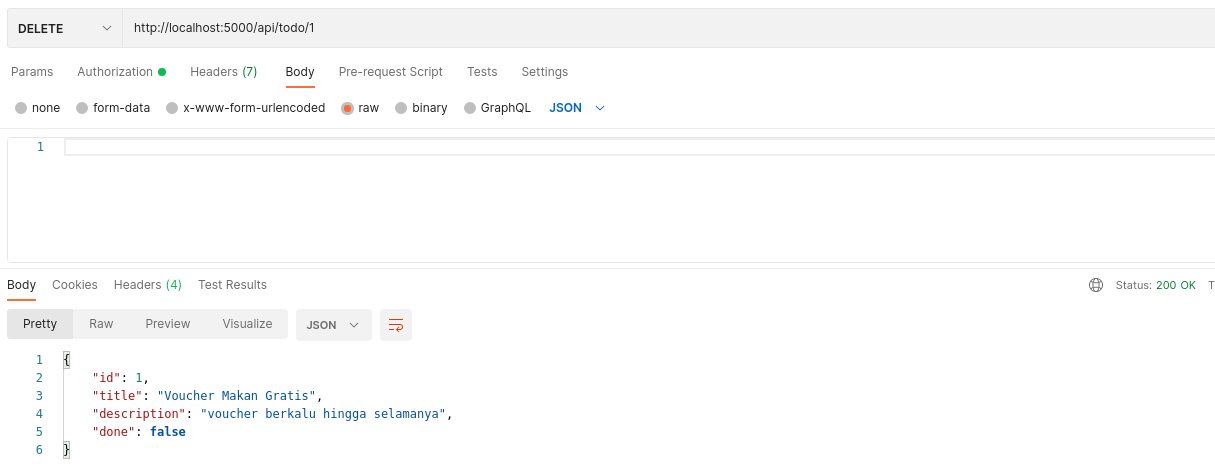 DELETE http://localhost:5000/api/todo/1
Params Authorization Headers (7) Body Pre-request Script Tests Settings
none form-data x-www-form-urlencoded raw binary GraphQL JSON
1
Body Cookies Headers (4) Test Results Status: 200 OK T
Pretty Raw Preview Visualize JSON
1 {
2 "id": 1,
3 "title": "Voucher Makan Gratis",
4 "description": "voucher berkalu hingga selamanya",
5 "done": false
6 }